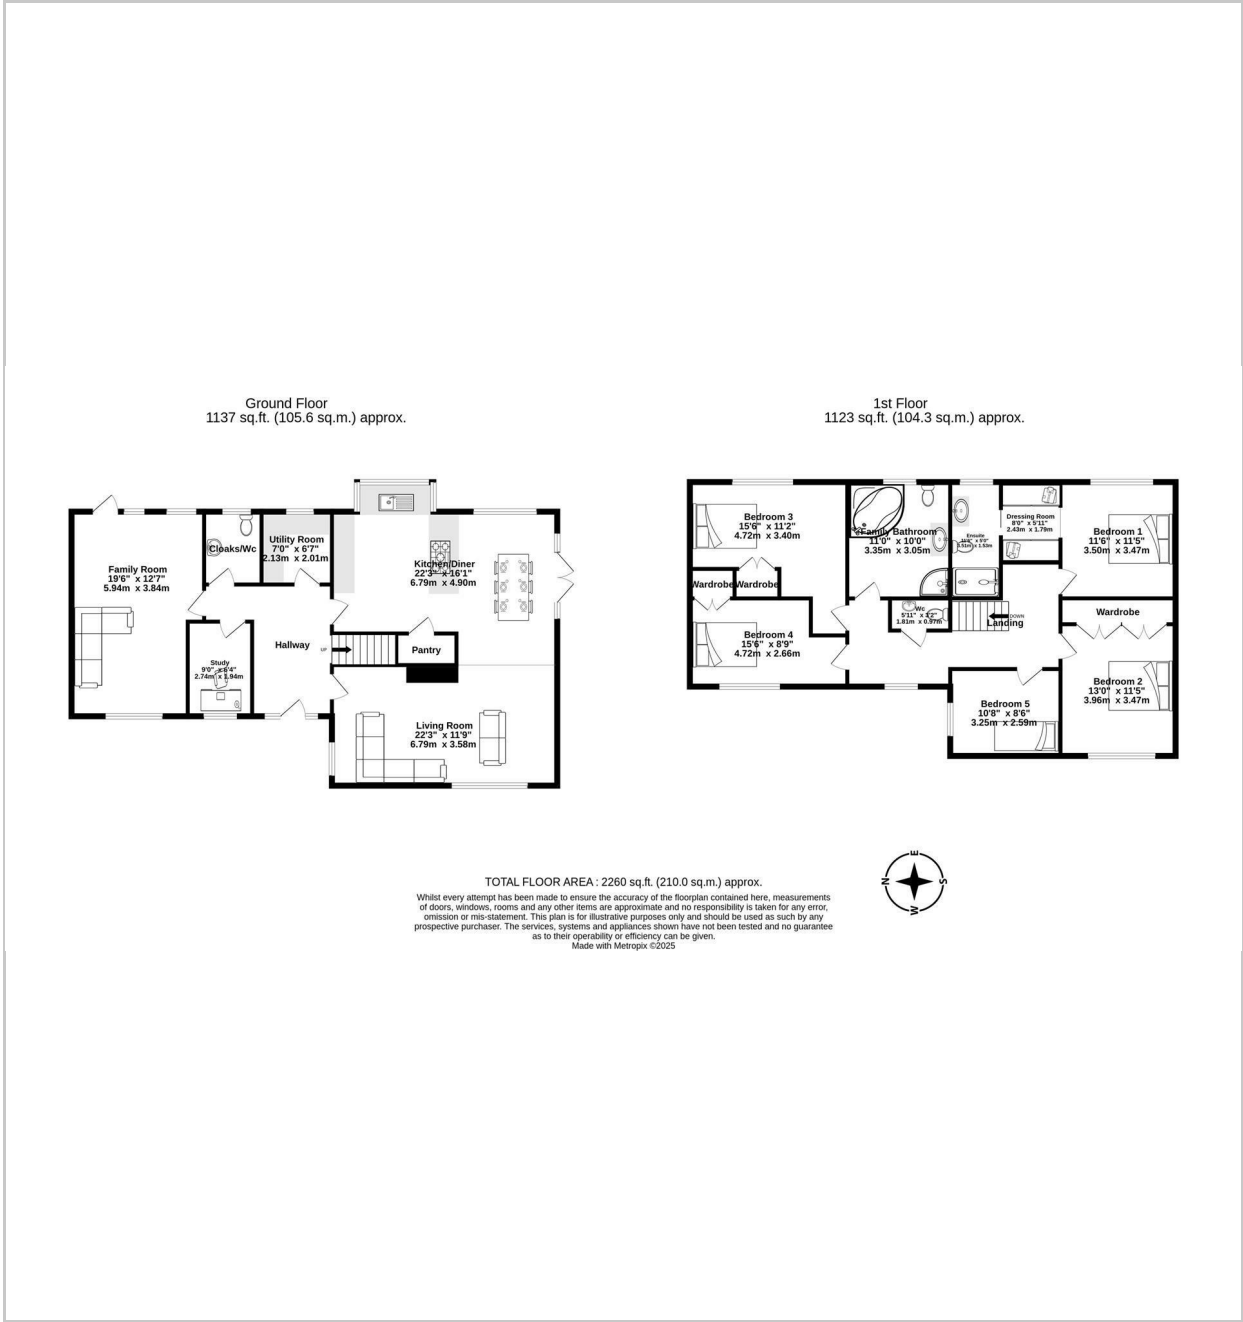 Ground Floor
1137 sq.ft. (105.6 sq.m.) approx.
1st Floor
1123 sq.ft. (104.3 sq.m.) approx.
Family Room
19'6" x 12'7"
5.94m x 3.84m
Cloaks/Wc
Utility Room
7'0" x 6'7"
2.13m x 2.01m
Kitchen/Diner
22'3" x 16'1"
6.79m x 4.90m
Hallway
UP
Pantry
Study
9'0" x 6'4"
2.74m x 1.94m
Living Room
22'3" x 11'9"
6.79m x 3.58m
Bedroom 3
15'6" x 11'2"
4.72m x 3.40m
Family Bathroom
11'0" x 10'0"
3.35m x 3.05m
Ensuite
11'6" x 5'0"
3.51m x 1.53m
Dressing Room
8'0" x 5'11"
2.43m x 1.79m
Bedroom 1
11'6" x 11'5"
3.50m x 3.47m
Wardrobe
Wardrobe
Wc
5'11" x 3'2"
1.81m x 0.97m
DOWN
Landing
Wardrobe
Bedroom 4
15'6" x 8'9"
4.72m x 2.66m
Bedroom 2
13'0" x 11'5"
3.96m x 3.47m
Bedroom 5
10'8" x 8'6"
3.25m x 2.59m
N
E
S
W
TOTAL FLOOR AREA : 2260 sq.ft. (210.0 sq.m.) approx.
Whilst every attempt has been made to ensure the accuracy of the floorplan contained here, measurements
of doors, windows, rooms and any other items are approximate and no responsibility is taken for any error,
omission or mis-statement. This plan is for illustrative purposes only and should be used as such by any
prospective purchaser. The services, systems and appliances shown have not been tested and no guarantee
as to their operability or efficiency can be given.
Made with Metropix ©2025